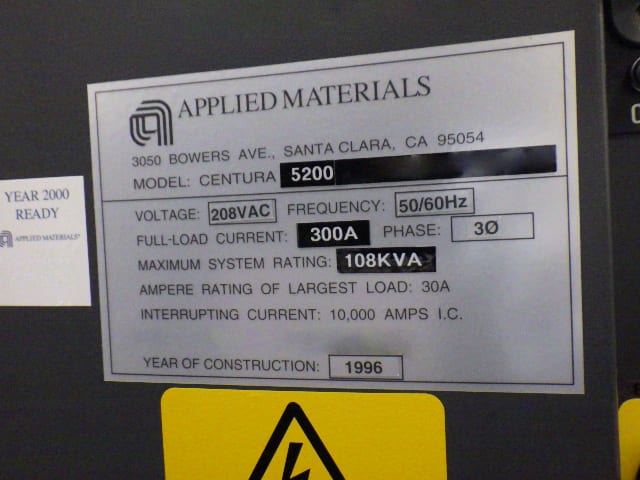 APPLIED MATERIALS
3050 BOWERS AVE., SANTA CLARA, CA 95054
MODEL: CENTURA 5200
VOLTAGE: 208VAC FREQUENCY: 50/60Hz
FULL-LOAD CURRENT: 300A PHASE: 3Ø
MAXIMUM SYSTEM RATING: 108KVA
AMPERE RATING OF LARGEST LOAD: 30A
INTERRUPTING CURRENT: 10,000 AMPS I.C.
YEAR OF CONSTRUCTION: 1996
YEAR 2000
READY
APPLIED MATERIALS®